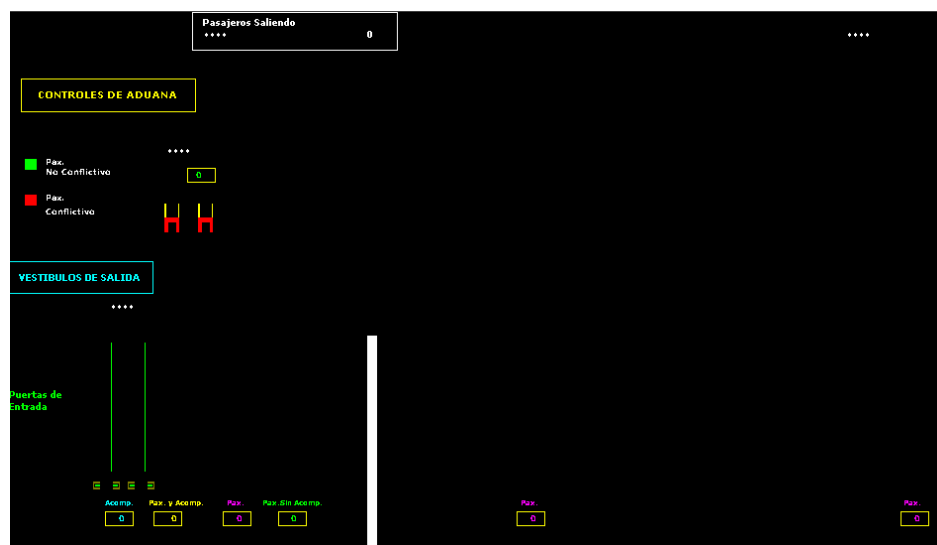 Pasajeros Saliendo
**** 0 ****
CONTROLES DE ADUANA
****
Pax.
No Conflictivo
0
Pax.
Conflictivo
VESTIBULOS DE SALIDA
****
Puertas de
Entrada
Acomp. Pax. y Acomp. Pax. Pax.Sin Acomp. Pax. Pax.
0 0 0 0 0 0